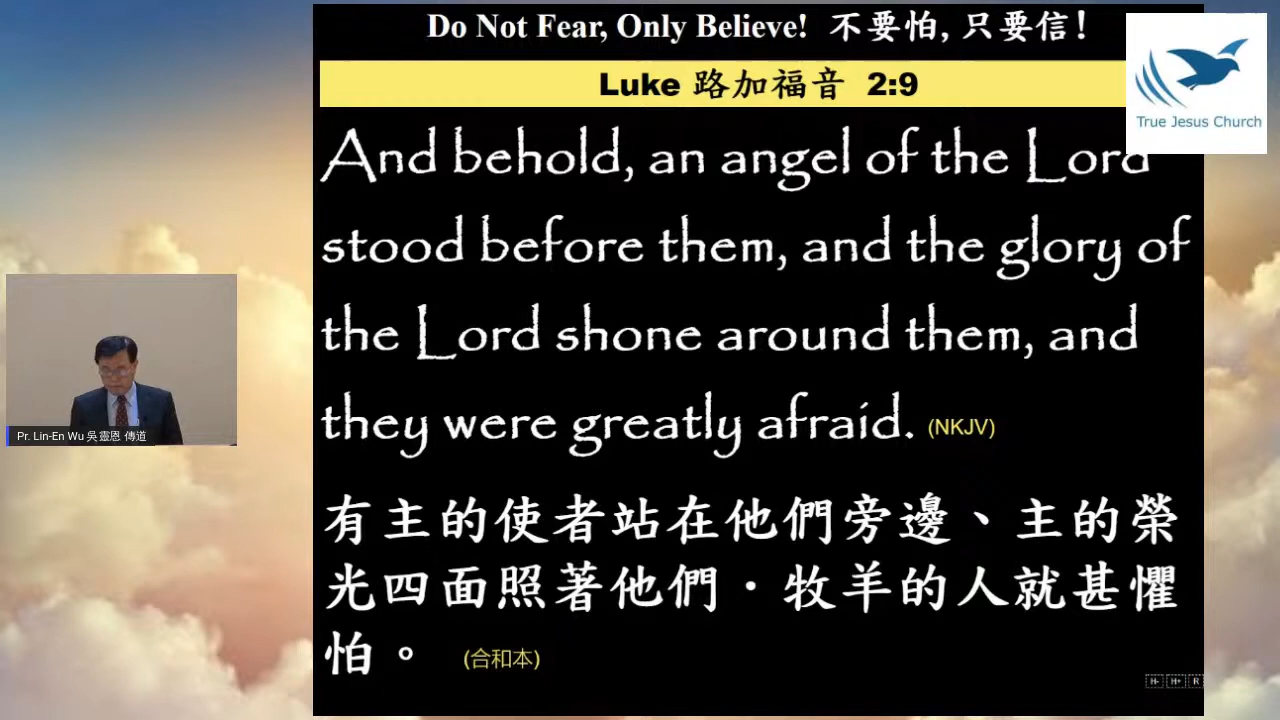 Do Not Fear, Only Believe! 不要怕, 只要信!
Luke 路加福音 2:9
True Jesus Church
And behold, an angel of the Lord
stood before them, and the glory of
the Lord shone around them, and
they were greatly afraid. (NKJV)
Pr. Lin-En Wu 吳靈恩 傳道
有主的使者站在他們旁邊、主的榮
光四面照著他們・牧羊的人就甚懼
怕。 (合和本)
H- H+ R